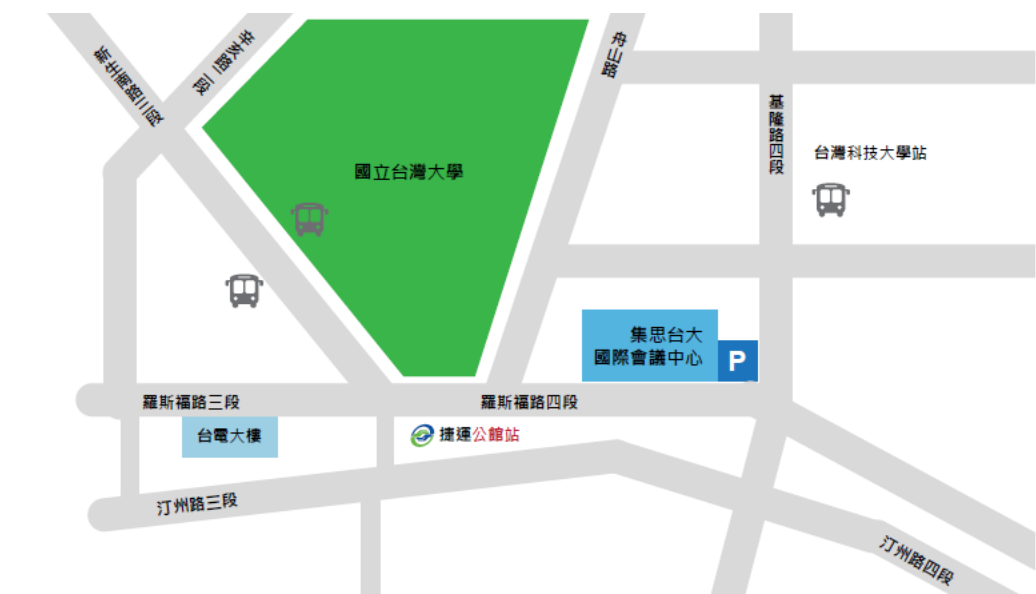 新生南路三段
辛亥路二段
舟山路
基隆路四段
台灣科技大學站
國立台灣大學
集思台大
國際會議中心
P
羅斯福路三段
羅斯福路四段
台電大樓
捷運公館站
汀州路三段
汀州路四段